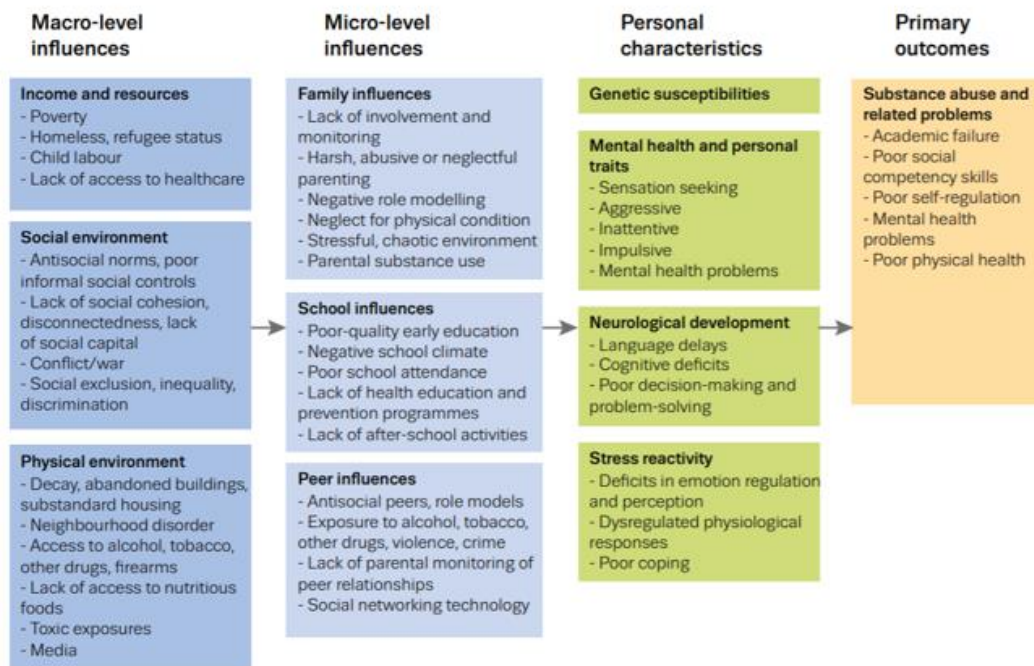 Macro-level
influences
Income and resources
- Poverty
- Homeless, refugee status
- Child labour
- Lack of access to healthcare
Social environment
- Antisocial norms, poor
informal social controls
- Lack of social cohesion,
disconnectedness, lack
of social capital
- Conflict/war
- Social exclusion, inequality,
discrimination
Physical environment
- Decay, abandoned buildings,
substandard housing
- Neighbourhood disorder
- Access to alcohol, tobacco,
other drugs, firearms
- Lack of access to nutritious
foods
- Toxic exposures
- Media
Micro-level
influences
Family influences
- Lack of involvement and
monitoring
- Harsh, abusive or neglectful
parenting
- Negative role modelling
- Neglect for physical condition
- Stressful, chaotic environment
- Parental substance use
School influences
- Poor-quality early education
- Negative school climate
- Poor school attendance
- Lack of health education and
prevention programmes
- Lack of after-school activities
Peer influences
- Antisocial peers, role models
- Exposure to alcohol, tobacco,
other drugs, violence, crime
- Lack of parental monitoring of
peer relationships
- Social networking technology
Personal
characteristics
Genetic susceptibilities
Mental health and personal
traits
- Sensation seeking
- Aggressive
- Inattentive
- Impulsive
- Mental health problems
Neurological development
- Language delays
- Cognitive deficits
- Poor decision-making and
problem-solving
Stress reactivity
- Deficits in emotion regulation
and perception
- Dysregulated physiological
responses
- Poor coping
Primary
outcomes
Substance abuse and
related problems
- Academic failure
- Poor social
competency skills
- Poor self-regulation
- Mental health
problems
- Poor physical health